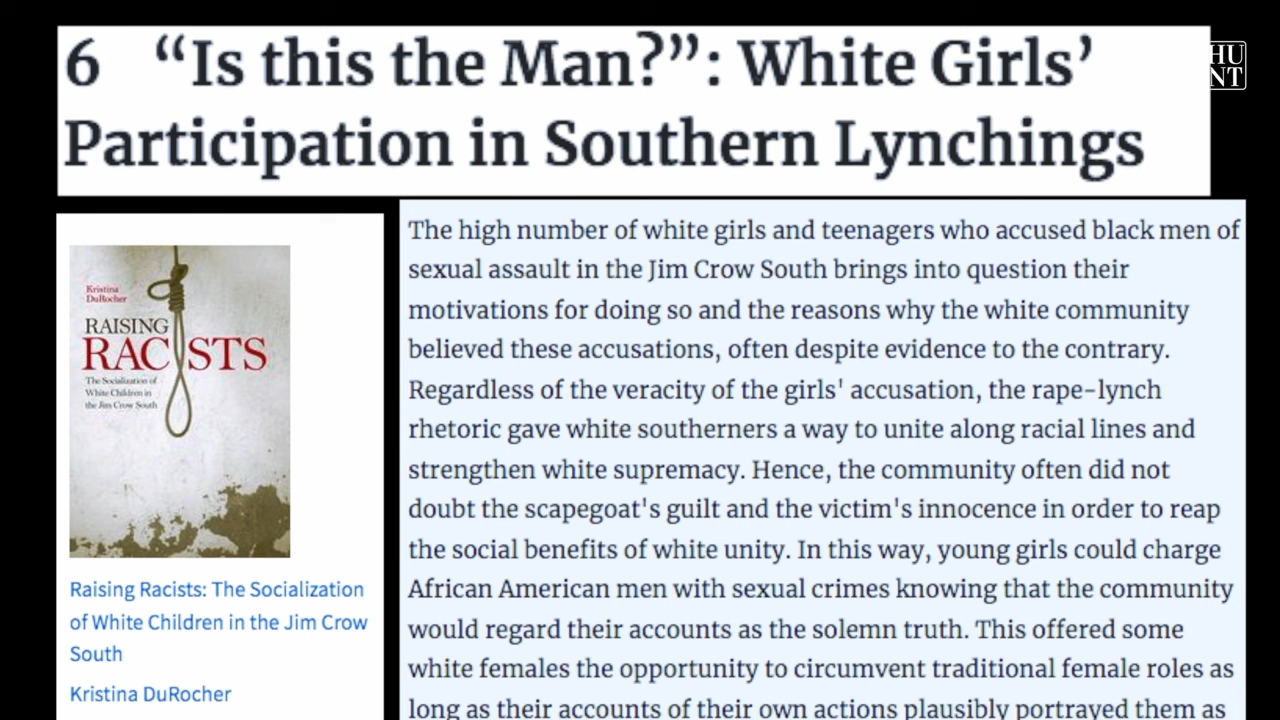 6 “Is this the Man?”: White Girls’
Participation in Southern Lynchings
HU
NT
Kristina
DuRocher
RAISING
RACISTS
The Socialization of
White Children in
the Jim Crow South
Raising Racists: The Socialization
of White Children in the Jim Crow
South
Kristina DuRocher
The high number of white girls and teenagers who accused black men of
sexual assault in the Jim Crow South brings into question their
motivations for doing so and the reasons why the white community
believed these accusations, often despite evidence to the contrary.
Regardless of the veracity of the girls' accusation, the rape-lynch
rhetoric gave white southerners a way to unite along racial lines and
strengthen white supremacy. Hence, the community often did not
doubt the scapegoat's guilt and the victim's innocence in order to reap
the social benefits of white unity. In this way, young girls could charge
African American men with sexual crimes knowing that the community
would regard their accounts as the solemn truth. This offered some
white females the opportunity to circumvent traditional female roles as
long as their accounts of their own actions plausibly portrayed them as